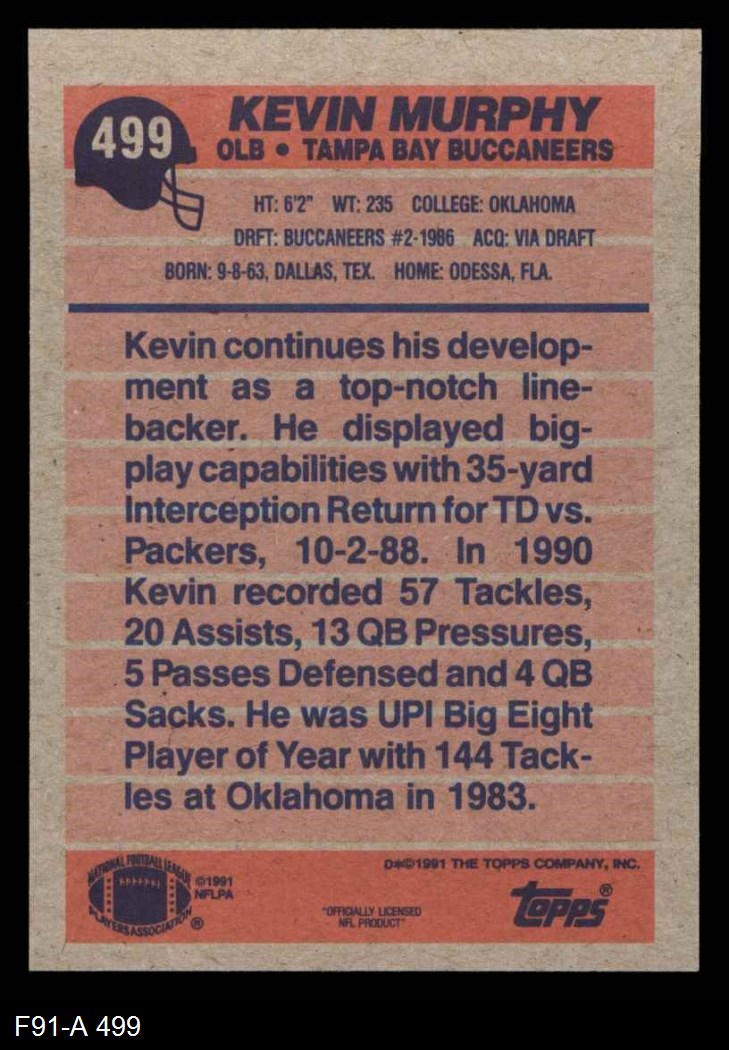 499
KEVIN MURPHY
OLB • TAMPA BAY BUCCANEERS
HT: 6'2" WT: 235 COLLEGE: OKLAHOMA
DRFT: BUCCANEERS #2-1986 ACQ: VIA DRAFT
BORN: 9-8-63, DALLAS, TEX. HOME: ODESSA, FLA.
Kevin continues his develop-
ment as a top-notch line-
backer. He displayed big-
play capabilities with 35-yard
Interception Return for TD vs.
Packers, 10-2-88. In 1990
Kevin recorded 57 Tackles,
20 Assists, 13 QB Pressures,
5 Passes Defensed and 4 QB
Sacks. He was UPI Big Eight
Player of Year with 144 Tack-
les at Oklahoma in 1983.
NATIONAL FOOTBALL LEAGUE
PLAYERS ASSOCIATION ®
©1991
NFLPA
"OFFICIALLY LICENSED
NFL PRODUCT"
D✻©1991 THE TOPPS COMPANY, INC.
topps®
F91-A 499